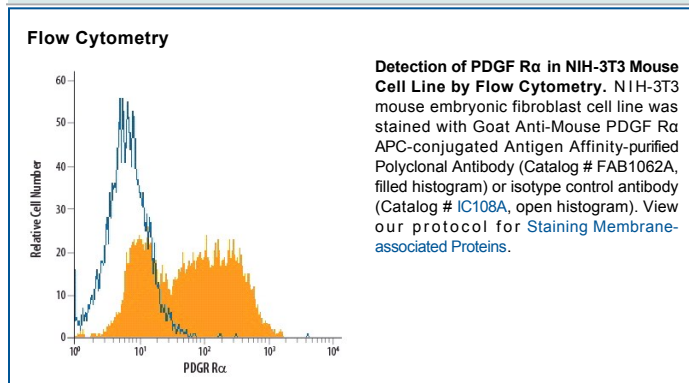 Flow Cytometry
60
50
40
30
20
10
0
Relative Cell Number
10⁰
10¹
10²
10³
10⁴
PDGR Rα
Detection of PDGF Rα in NIH-3T3 Mouse
Cell Line by Flow Cytometry. NIH-3T3
mouse embryonic fibroblast cell line was
stained with Goat Anti-Mouse PDGF Rα
APC-conjugated Antigen Affinity-purified
Polyclonal Antibody (Catalog # FAB1062A,
filled histogram) or isotype control antibody
(Catalog # IC108A, open histogram). View
our protocol for Staining Membrane-
associated Proteins.